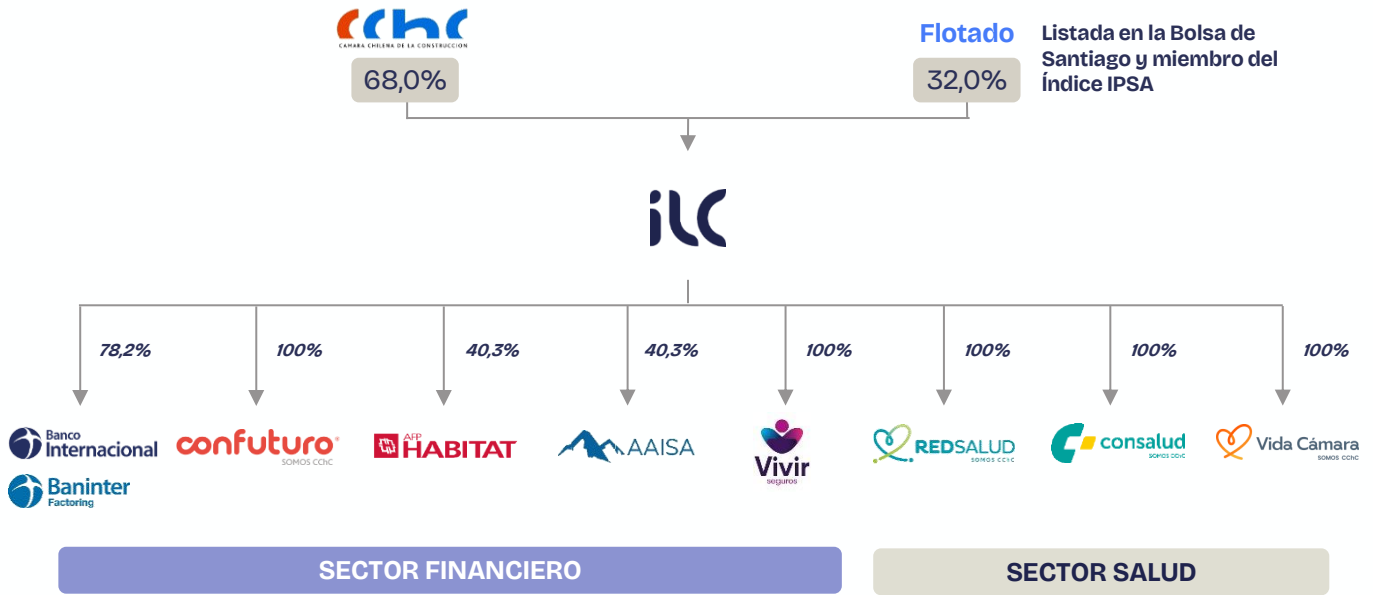 cchc
CAMARA CHILENA DE LA CONSTRUCCION
68,0%
Flotado
32,0%
Listada en la Bolsa de
Santiago y miembro del
Índice IPSA
ilc
78,2%
100%
40,3%
40,3%
100%
100%
100%
100%
Banco
Internacional
Baninter
Factoring
confuturo
SOMOS CChC
AFP
HABITAT
AAISA
Vivir
seguros
REDSALUD
SOMOS CChC
consalud
SOMOS CChC
Vida Cámara
SOMOS CChC
SECTOR FINANCIERO
SECTOR SALUD